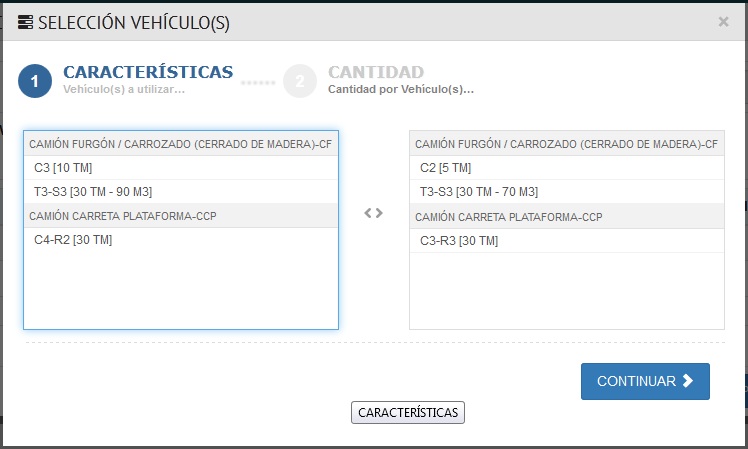 SELECCIÓN VEHÍCULO(S)
×
1
CARACTERÍSTICAS
Vehículo(s) a utilizar...
2
CANTIDAD
Cantidad por Vehículo(s)...
CAMIÓN FURGÓN / CARROZADO (CERRADO DE MADERA)-CF
C3 [10 TM]
T3-S3 [30 TM - 90 M3]
CAMIÓN CARRETA PLATAFORMA-CCP
C4-R2 [30 TM]
<>
CAMIÓN FURGÓN / CARROZADO (CERRADO DE MADERA)-CF
C2 [5 TM]
T3-S3 [30 TM - 70 M3]
CAMIÓN CARRETA PLATAFORMA-CCP
C3-R3 [30 TM]
CONTINUAR
CARACTERÍSTICAS